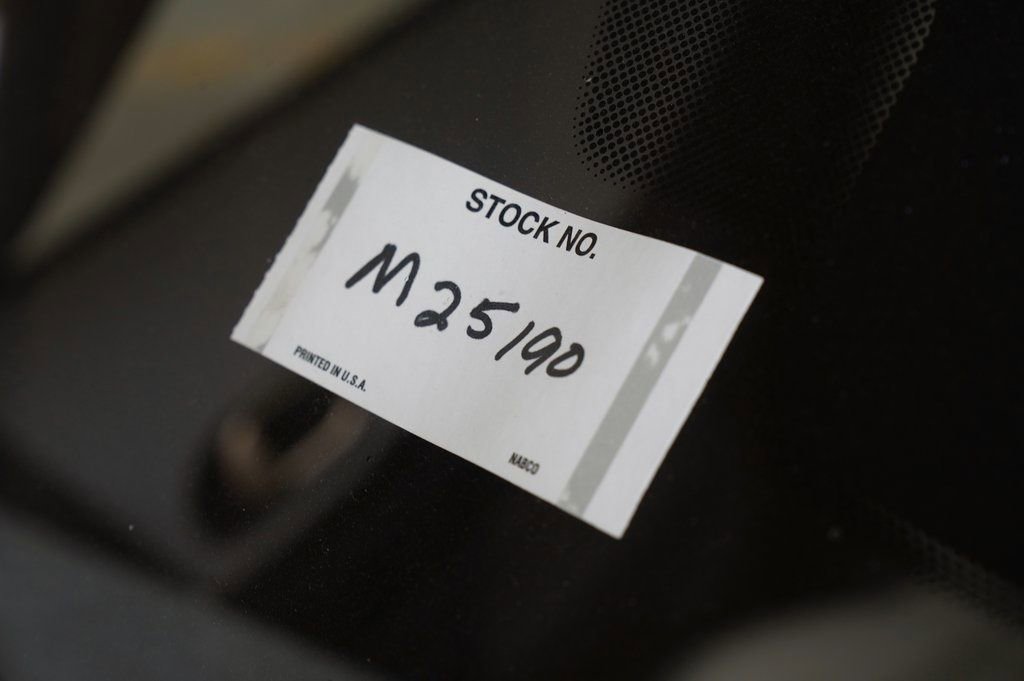 STOCK NO.
M25190
PRINTED IN U.S.A.
NABCO